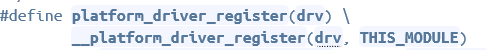 #define platform_driver_register(drv) \
__platform_driver_register(drv, THIS_MODULE)